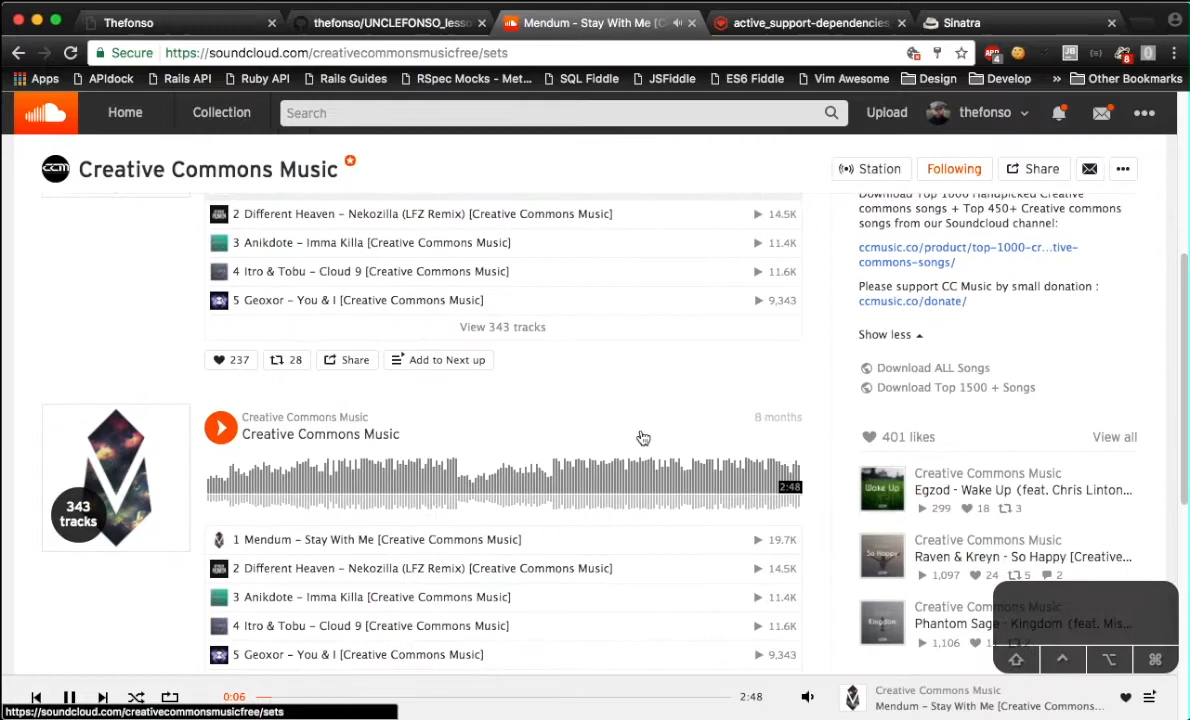 Thefonso
thefonso/UNCLEFONSO_lesso
Mendum - Stay With Me [C
active_support-dependencies
Sinatra
Secure
https://soundcloud.com/creativecommonsmusicfree/sets
4
JB
8
Apps
APIdock
Rails API
Ruby API
Rails Guides
RSpec Mocks - Met...
SQL Fiddle
JSFiddle
ES6 Fiddle
Vim Awesome
Design
Develop
»
Other Bookmarks
Home
Collection
Search
Upload
thefonso
CCM
Creative Commons Music
Station
Following
Share
2 Different Heaven – Nekozilla (LFZ Remix) [Creative Commons Music]
14.5K
3 Anikdote – Imma Killa [Creative Commons Music]
11.4K
4 Itro & Tobu – Cloud 9 [Creative Commons Music]
11.6K
5 Geoxor – You & I [Creative Commons Music]
9,343
View 343 tracks
237
28
Share
Add to Next up
Download Top 1000 Handpicked Creative
commons songs + Top 450+ Creative commons
songs from our Soundcloud channel:
ccmusic.co/product/top-1000-cr...tive-
commons-songs/
Please support CC Music by small donation :
ccmusic.co/donate/
Show less
Download ALL Songs
Download Top 1500 + Songs
343
tracks
Creative Commons Music
8 months
Creative Commons Music
2:48
1 Mendum – Stay With Me [Creative Commons Music]
19.7K
2 Different Heaven – Nekozilla (LFZ Remix) [Creative Commons Music]
14.5K
3 Anikdote – Imma Killa [Creative Commons Music]
11.4K
4 Itro & Tobu – Cloud 9 [Creative Commons Music]
11.6K
5 Geoxor – You & I [Creative Commons Music]
9,343
401 likes
View all
Wake Up
Creative Commons Music
Egzod - Wake Up (feat. Chris Linton...
299
18
3
So Happy
Creative Commons Music
Raven & Kreyn - So Happy [Creative...
1,097
24
5
2
Kingdom
Creative Commons Music
Phantom Sage - Kingdom (feat. Mis...
1,106
⇧ ^ ⌥ ⌘
0:06
2:48
Creative Commons Music
Mendum – Stay With Me [Creative Commons...
https://soundcloud.com/creativecommonsmusicfree/sets